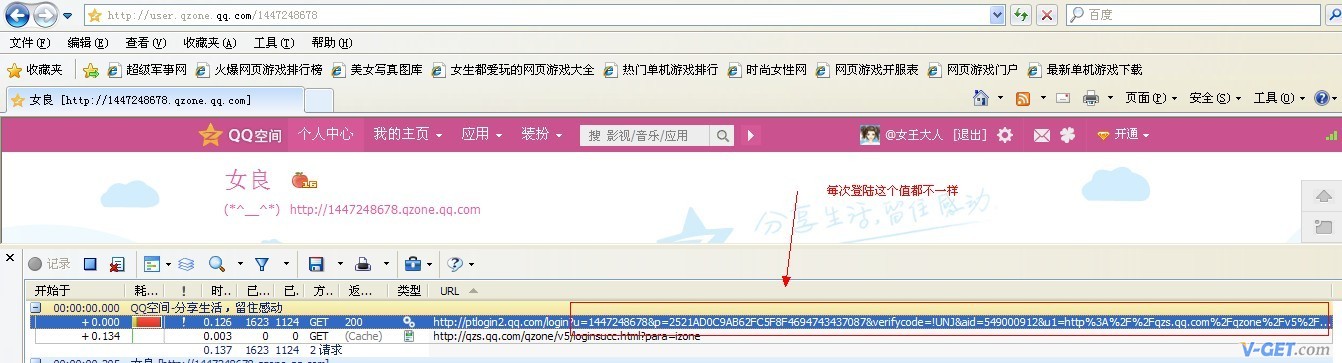 http://user.qzone.qq.com/1447248678
百度
文件(F) 编辑(E) 查看(V) 收藏夹(A) 工具(T) 帮助(H)
收藏夹 超级军事网 火爆网页游戏排行榜 美女写真图库 女生都爱玩的网页游戏大全 热门单机游戏排行 时尚女性网 网页游戏开服表 网页游戏门户 最新单机游戏下载
女良 [http://1447248678.qzone.qq.com]
页面(P) 安全(S) 工具(O)
QQ空间 个人中心 我的主页 应用 装扮 搜 影视/音乐/应用 @女王大人 [退出] 开通
女良 16
每次登陆这个值都不一样
(*^__^*) http://1447248678.qzone.qq.com
分享生活,留住感动
记录
开始于 耗... ! 时... 已... 已. 方... 返... 类型 URL
00:00:00.000 QQ空间-分享生活，留住感动
+ 0.000 ! 0.126 1623 1124 GET 200 http://ptlogin2.qq.com/login?u=1447248678&p=2521AD0C9AB62FC5F8F4694743437087&verifycode=!UNJ&aid=549000912&u1=http%3A%2F%2Fqzs.qq.com%2Fqzone%2Fv5%2F...
+ 0.134 0.003 0 0 GET (Cache) http://qzs.qq.com/qzone/v5/loginsucc.html?para=izone
0.137 1623 1124 2 请求
V-GET.com